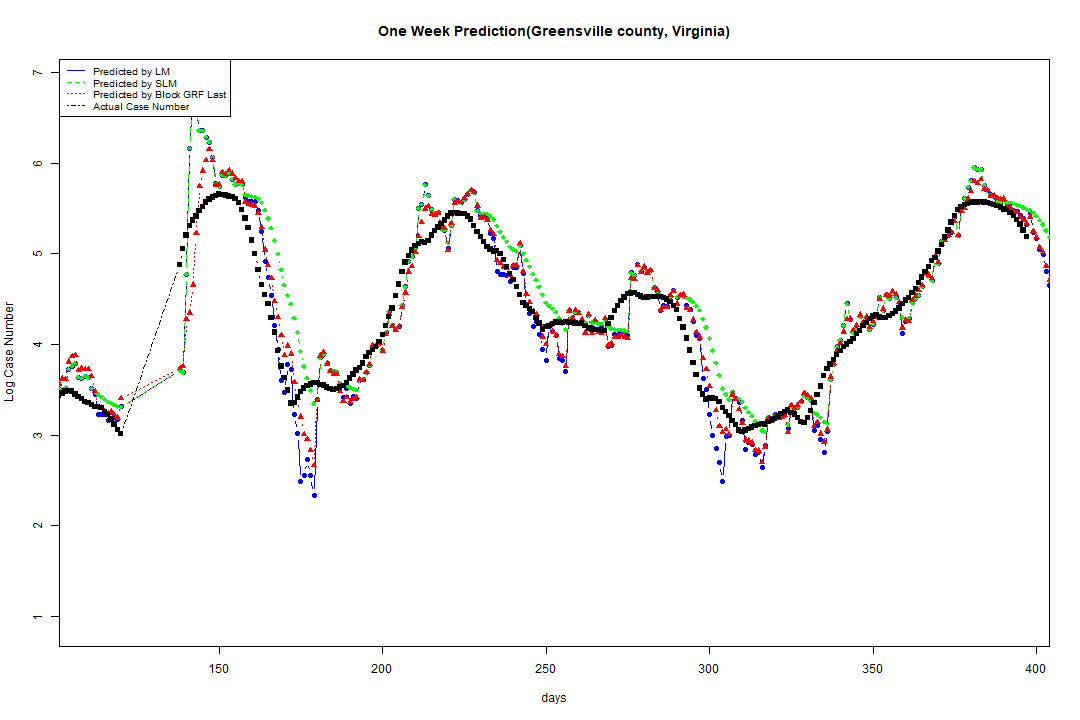 One Week Prediction(Greensville county, Virginia)
Predicted by LM
Predicted by SLM
Predicted by Block GRF Last
Actual Case Number
7
6
5
4
3
2
1
Log Case Number
150 200 250 300 350 400
days